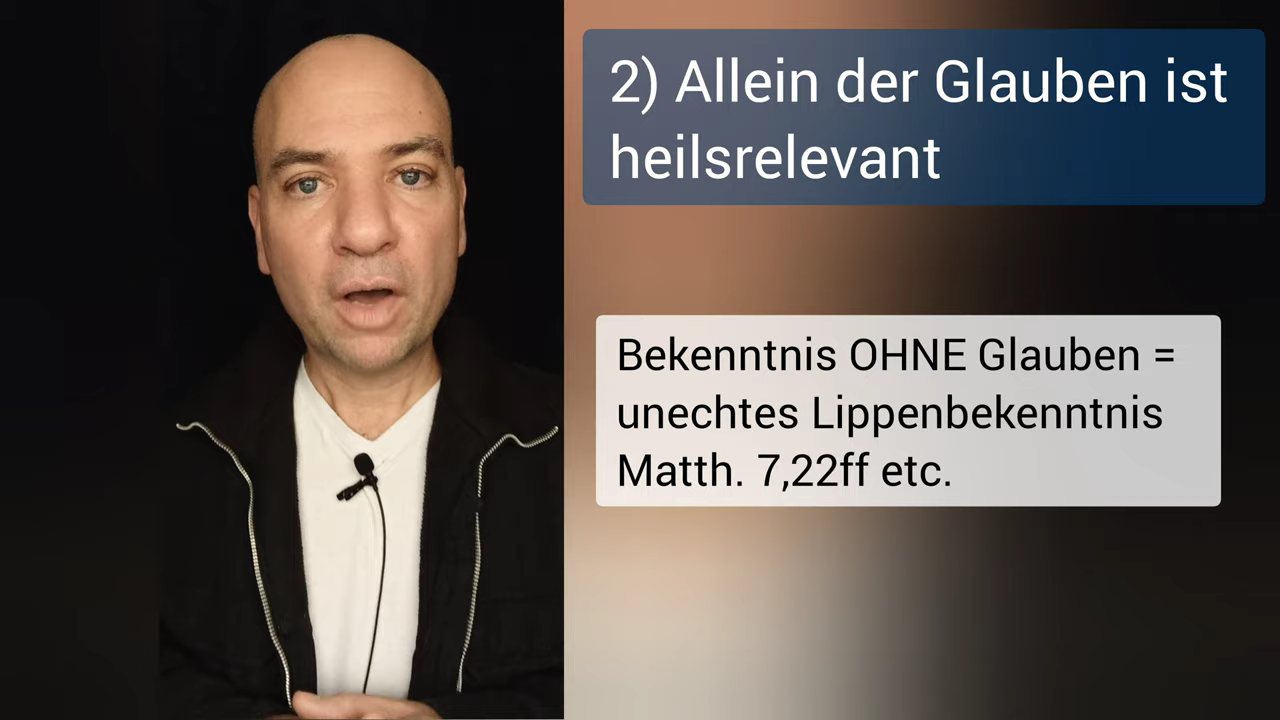 2) Allein der Glauben ist
heilsrelevant
Bekenntnis OHNE Glauben =
unechtes Lippenbekenntnis
Matth. 7,22ff etc.